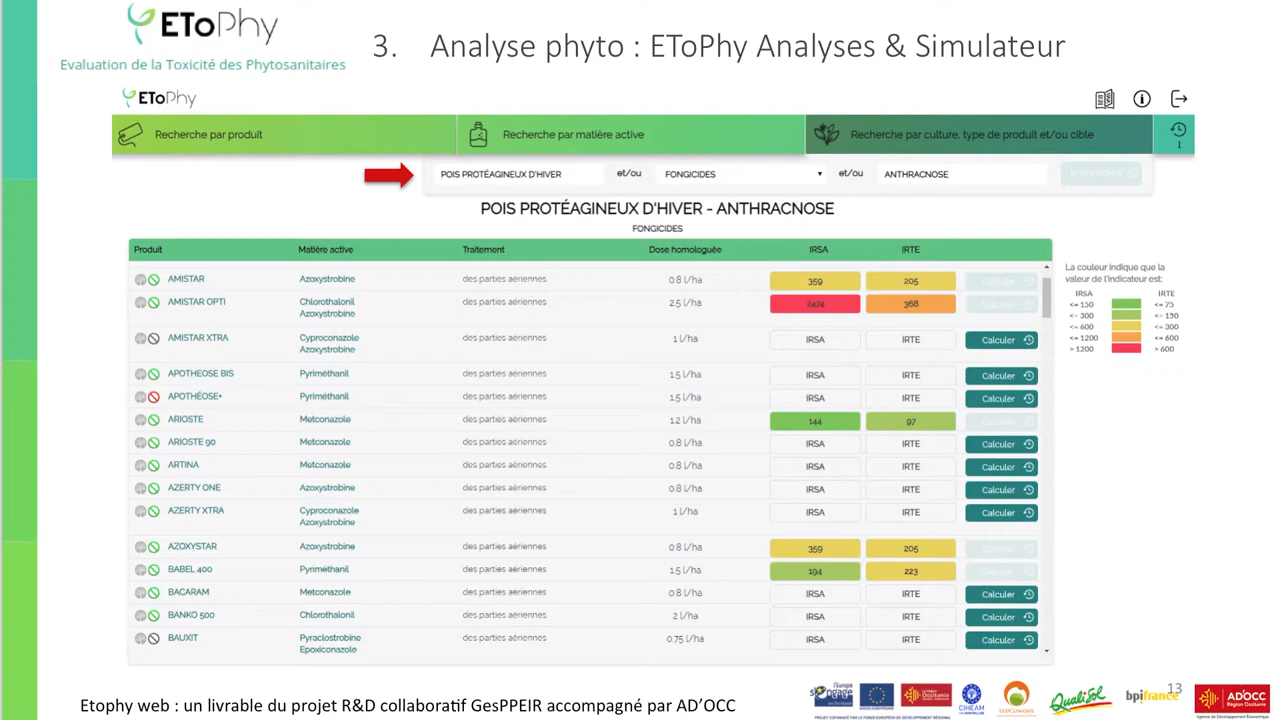 EToPhy
Evaluation de la Toxicité des Phytosanitaires
3. Analyse phyto : EToPhy Analyses & Simulateur
EToPhy
Recherche par produit
Recherche par matière active
Recherche par culture, type de produit et/ou cible
1
POIS PROTÉAGINEUX D'HIVER et/ou FONGICIDES et/ou ANTHRACNOSE
POIS PROTÉAGINEUX D'HIVER - ANTHRACNOSE
FONGICIDES
Produit Matière active Traitement Dose homologuée IRSA IRTE
AMISTAR Azoxystrobine des parties aériennes 0.8 l/ha 359 205
AMISTAR OPTI Chlorothalonil des parties aériennes 2.5 l/ha 2474 368
Azoxystrobine
AMISTAR XTRA Cyproconazole des parties aériennes 1 l/ha IRSA IRTE Calculer
Azoxystrobine
APOTHEOSE BIS Pyriméthanil des parties aériennes 1.5 l/ha IRSA IRTE Calculer
APOTHÉOSE+ Pyriméthanil des parties aériennes 1.5 l/ha IRSA IRTE Calculer
ARIOSTE Metconazole des parties aériennes 1.2 l/ha 144 97
ARIOSTE 90 Metconazole des parties aériennes 0.8 l/ha IRSA IRTE Calculer
ARTINA Metconazole des parties aériennes 0.8 l/ha IRSA IRTE Calculer
AZERTY ONE Azoxystrobine des parties aériennes 0.8 l/ha IRSA IRTE Calculer
AZERTY XTRA Cyproconazole des parties aériennes 1 l/ha IRSA IRTE Calculer
Azoxystrobine
AZOXYSTAR Azoxystrobine des parties aériennes 0.8 l/ha 359 205
BABEL 400 Pyriméthanil des parties aériennes 1.5 l/ha 194 223
BACARAM Metconazole des parties aériennes 0.8 l/ha IRSA IRTE Calculer
BANKO 500 Chlorothalonil des parties aériennes 2 l/ha IRSA IRTE Calculer
BAUXIT Pyraclostrobine des parties aériennes 0.75 l/ha IRSA IRTE Calculer
Epoxiconazole
La couleur indique que la
valeur de l'indicateur est:
IRSA IRTE
<= 150 <= 75
<= 300 <= 150
<= 600 <= 300
<= 1200 <= 600
> 1200 > 600
Etophy web : un livrable du projet R&D collaboratif GesPPEIR accompagné par AD'OCC
l'Europe
s'engage
CIHEAM
QualiSol
bpifrance
13
AD'OCC